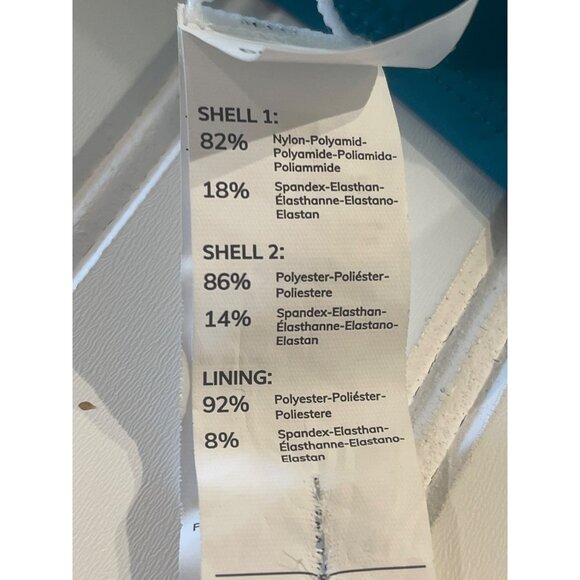 SHELL 1:
82% Nylon-Polyamid-
Polyamide-Poliamida-
Poliammide
18% Spandex-Elasthan-
Élasthanne-Elastano-
Elastan
SHELL 2:
86% Polyester-Poliéster-
Poliestere
14% Spandex-Elasthan-
Élasthanne-Elastano-
Elastan
LINING:
92% Polyester-Poliéster-
Poliestere
8% Spandex-Elasthan-
Élasthanne-Elastano-
Elastan
F